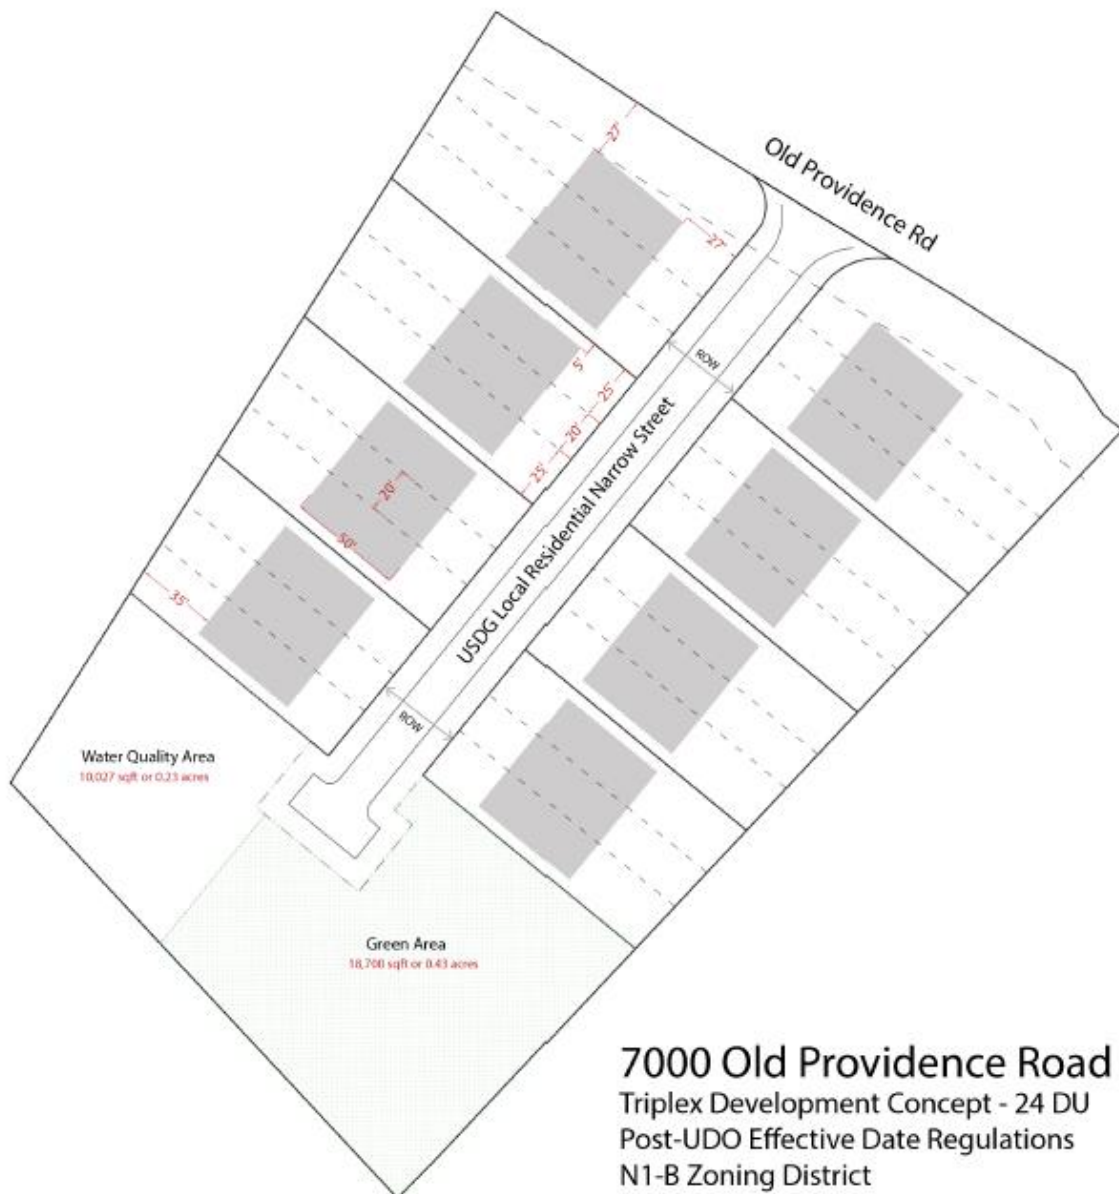 Old Providence Rd
27'
27'
ROW
5'
25'
20'
25'
USDG Local Residential Narrow Street
20'
50'
35'
ROW
Water Quality Area
10,027 sqft or 0.23 acres
Green Area
18,700 sqft or 0.43 acres
7000 Old Providence Road
Triplex Development Concept - 24 DU
Post-UDO Effective Date Regulations
N1-B Zoning District